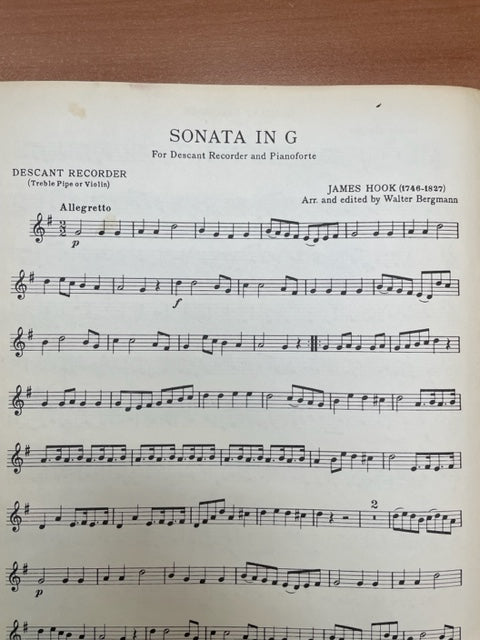 SONATA IN G
For Descant Recorder and Pianoforte
DESCANT RECORDER
(Treble Pipe or Violin)
JAMES HOOK (1746-1827)
Arr. and edited by Walter Bergmann
Allegretto
p
f
2
p